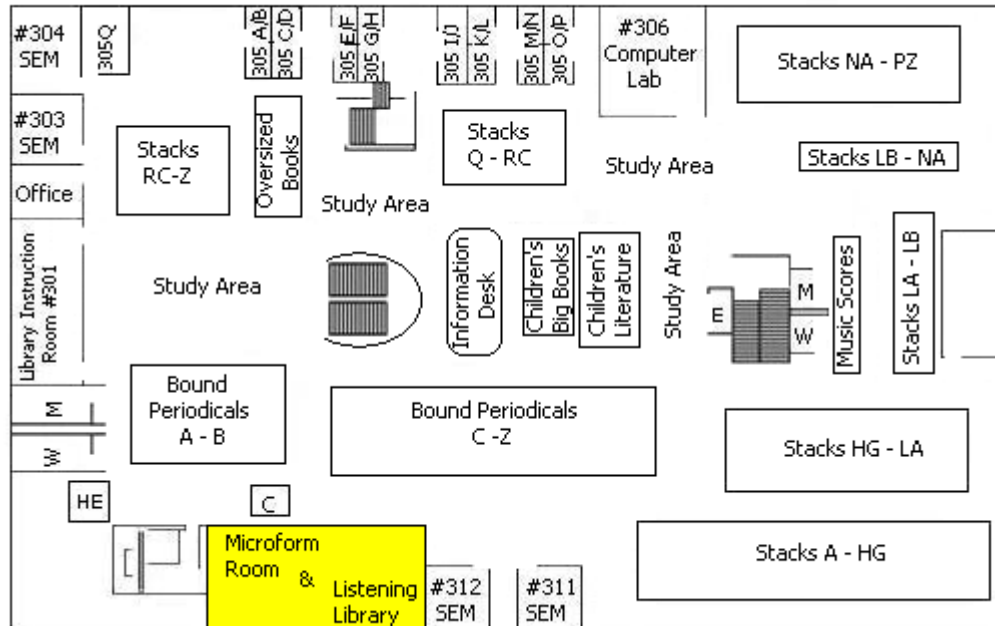 #304
SEM
305Q
305 A/B
305 C/D
305 E/F
305 G/H
305 I/J
305 K/L
305 M/N
305 O/P
#306
Computer
Lab
Stacks NA - PZ
#303
SEM
Stacks
RC-Z
Oversized
Books
Stacks
Q - RC
Study Area
Stacks LB - NA
Office
Study Area
Library Instruction
Room #301
Study Area
Information
Desk
Children's
Big Books
Children's
Literature
Study Area
E
M
W
Music Scores
Stacks LA - LB
M
W
Bound
Periodicals
A - B
Bound Periodicals
C -Z
Stacks HG - LA
HE
C
Microform
Room
&
Listening
Library
#312
SEM
#311
SEM
Stacks A - HG